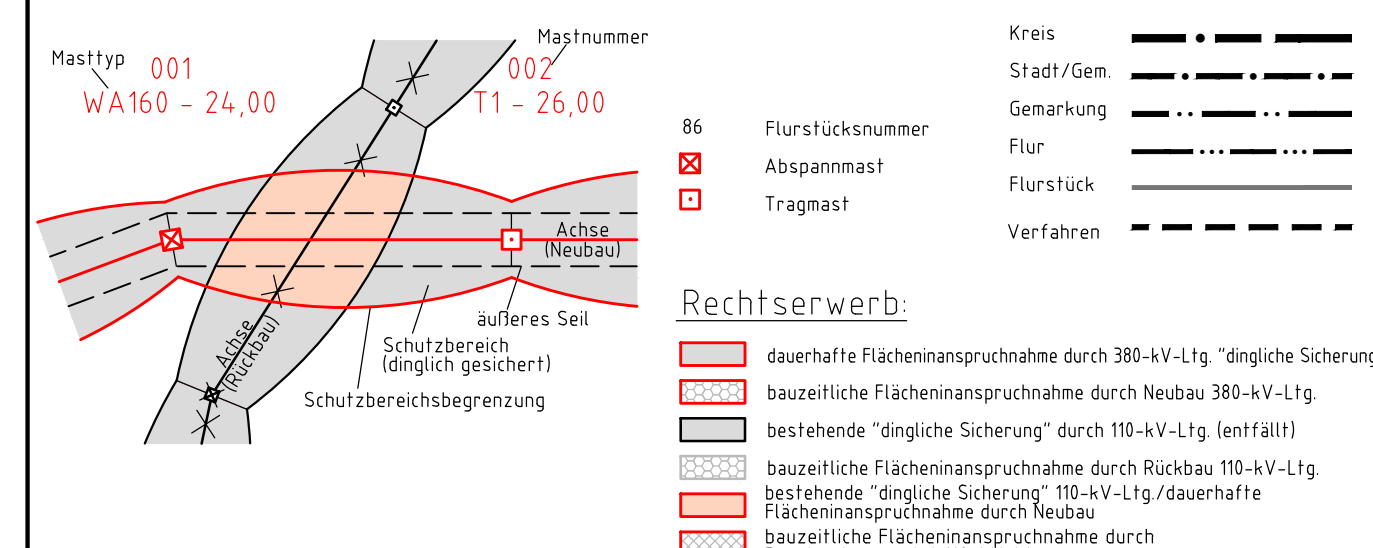 Masttyp
001
WA160 - 24,00
Mastnummer
002
T1 - 26,00
Achse
(Neubau)
äußeres Seil
Schutzbereich
(dinglich gesichert)
Schutzbereichsbegrenzung
Achse
(Rückbau)
86 Flurstücksnummer
Abspannmast
Tragmast
Kreis
Stadt/Gem.
Gemarkung
Flur
Flurstück
Verfahren
Rechtserwerb:
dauerhafte Flächeninanspruchnahme durch 380-kV-Ltg. "dingliche Sicherung
bauzeitliche Flächeninanspruchnahme durch Neubau 380-kV-Ltg.
bestehende "dingliche Sicherung" durch 110-kV-Ltg. (entfällt)
bauzeitliche Flächeninanspruchnahme durch Rückbau 110-kV-Ltg.
bestehende "dingliche Sicherung" 110-kV-Ltg./dauerhafte
Flächeninanspruchnahme durch Neubau
bauzeitliche Flächeninanspruchnahme durch